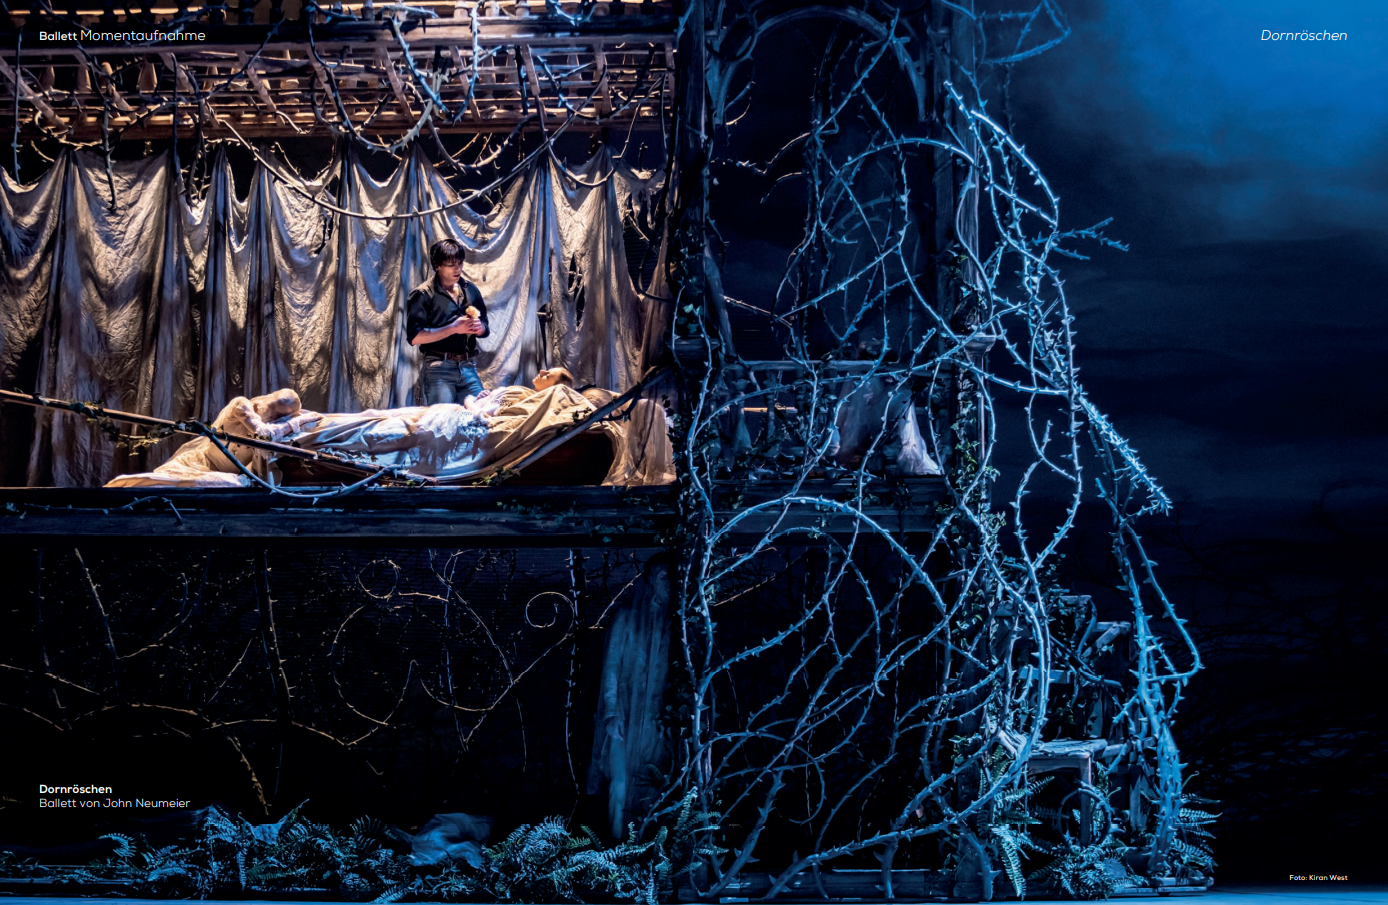 Ballett Momentaufnahme
Dornröschen
Dornröschen
Ballett von John Neumeier
Foto: Kiran West